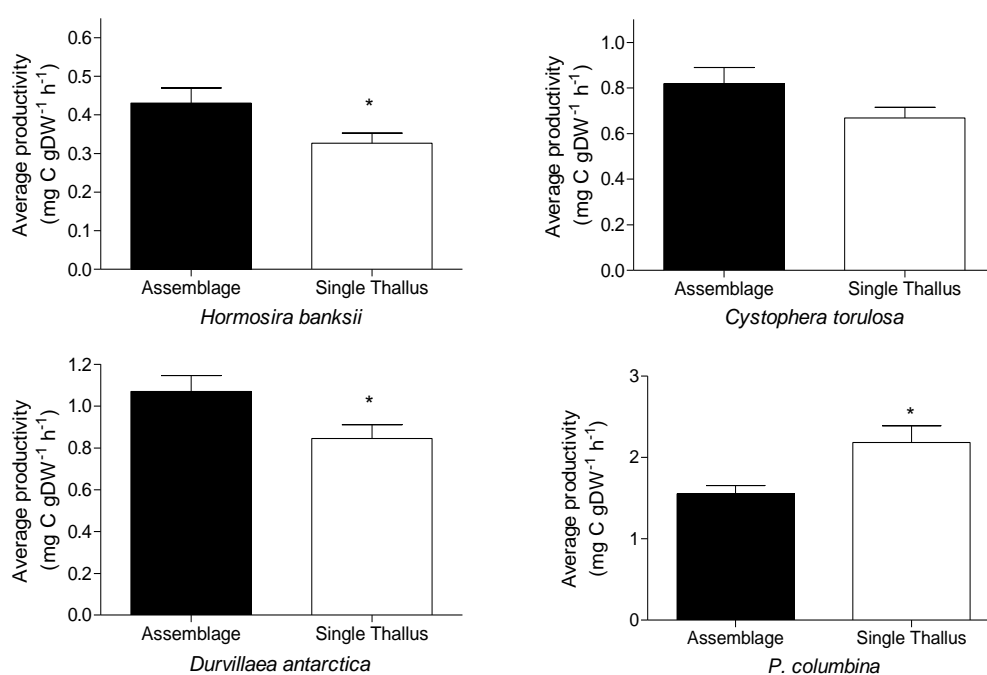 Average productivity
(mg C gDW⁻¹ h⁻¹)
0.6
0.5
0.4
0.3
0.2
0.1
0.0
*
Assemblage Single Thallus
Hormosira banksii
Average productivity
(mg C gDW⁻¹ h⁻¹)
1.0
0.8
0.6
0.4
0.2
0.0
Assemblage Single Thallus
Cystophera torulosa
Average productivity
(mg C gDW⁻¹ h⁻¹)
1.2
1.0
0.8
0.6
0.4
0.2
0.0
*
Assemblage Single Thallus
Durvillaea antarctica
Average productivity
(mg C gDW⁻¹ h⁻¹)
3
2
1
0
*
Assemblage Single Thallus
P. columbina